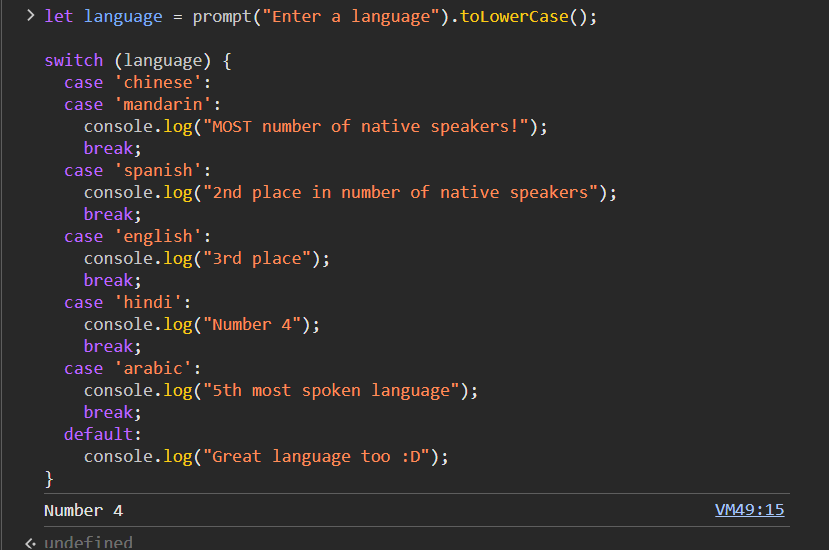 let language = prompt("Enter a language").toLowerCase();
switch (language) {
  case 'chinese':
  case 'mandarin':
    console.log("MOST number of native speakers!");
    break;
  case 'spanish':
    console.log("2nd place in number of native speakers");
    break;
  case 'english':
    console.log("3rd place");
    break;
  case 'hindi':
    console.log("Number 4");
    break;
  case 'arabic':
    console.log("5th most spoken language");
    break;
  default:
    console.log("Great language too :D");
}
Number 4 VM49:15
undefined